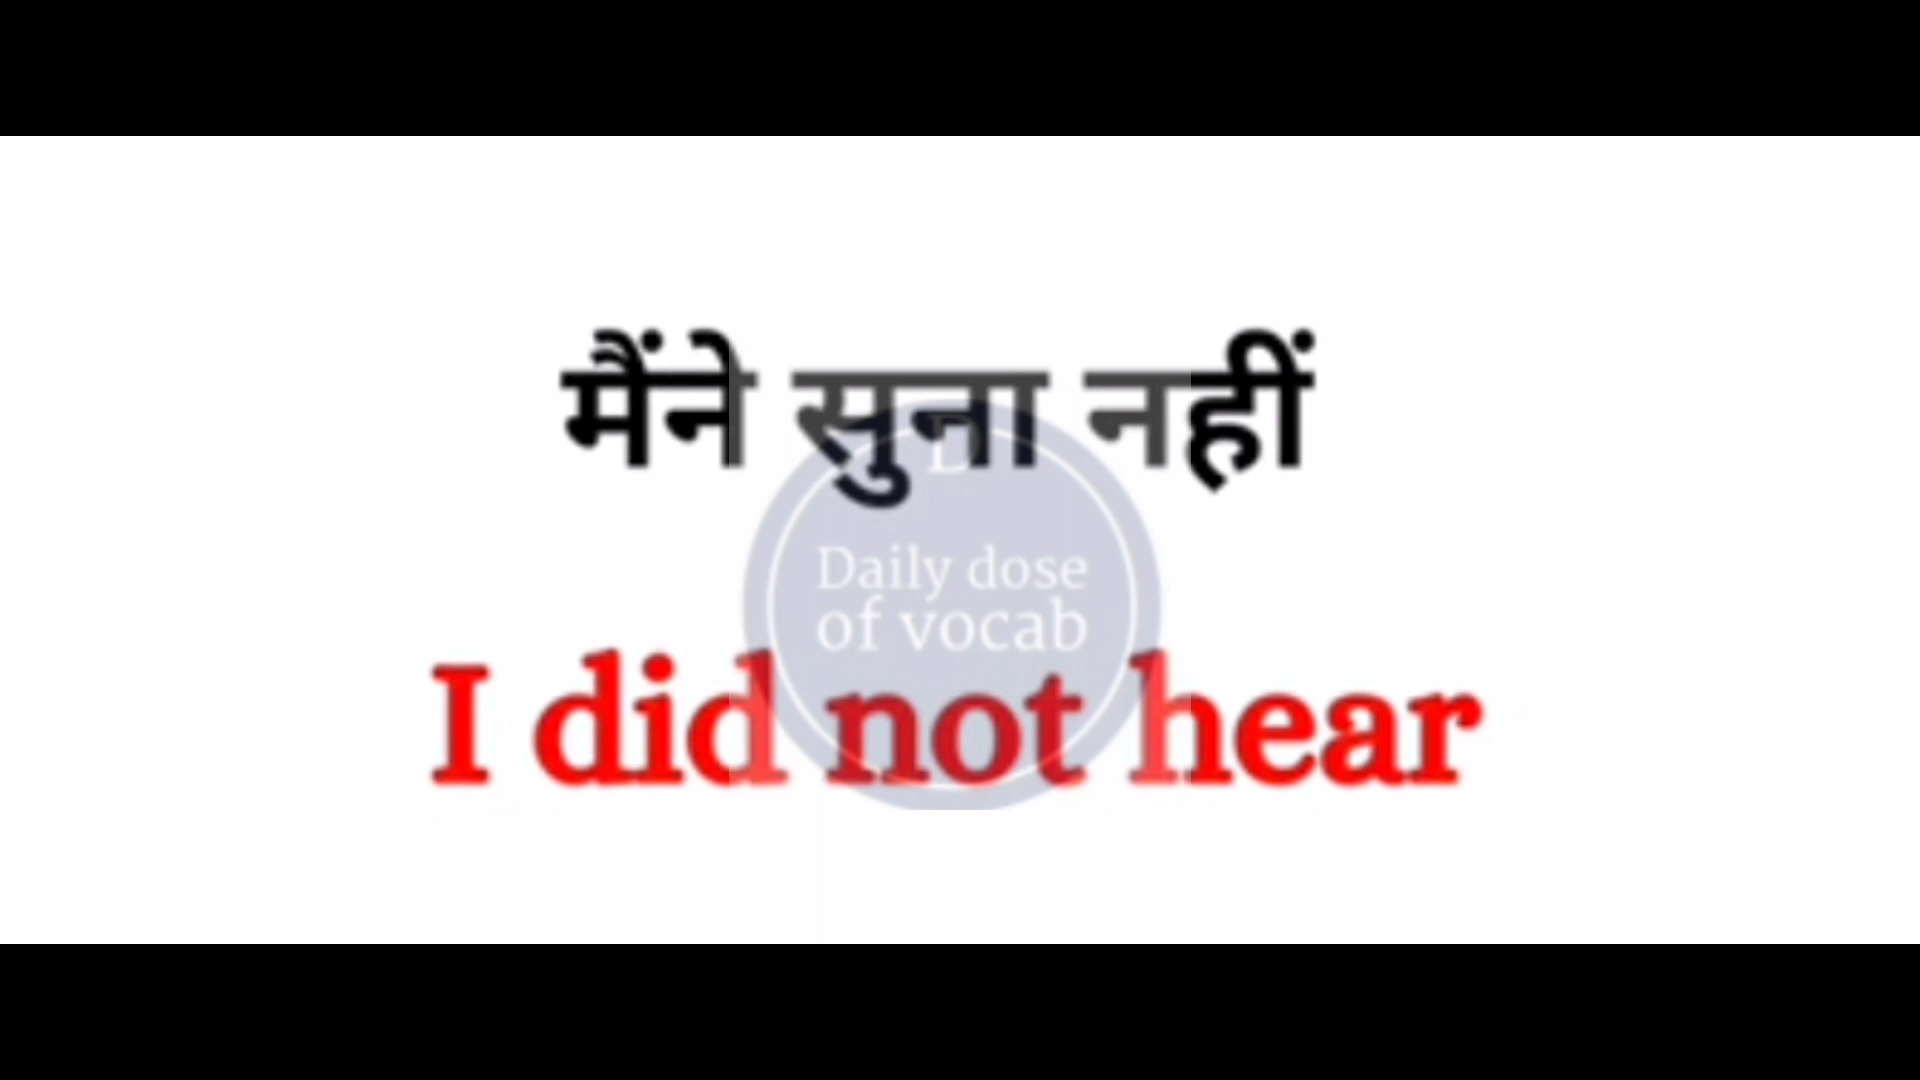 मैंने सुना नहीं
D
Daily dose
of vocab
I did not hear